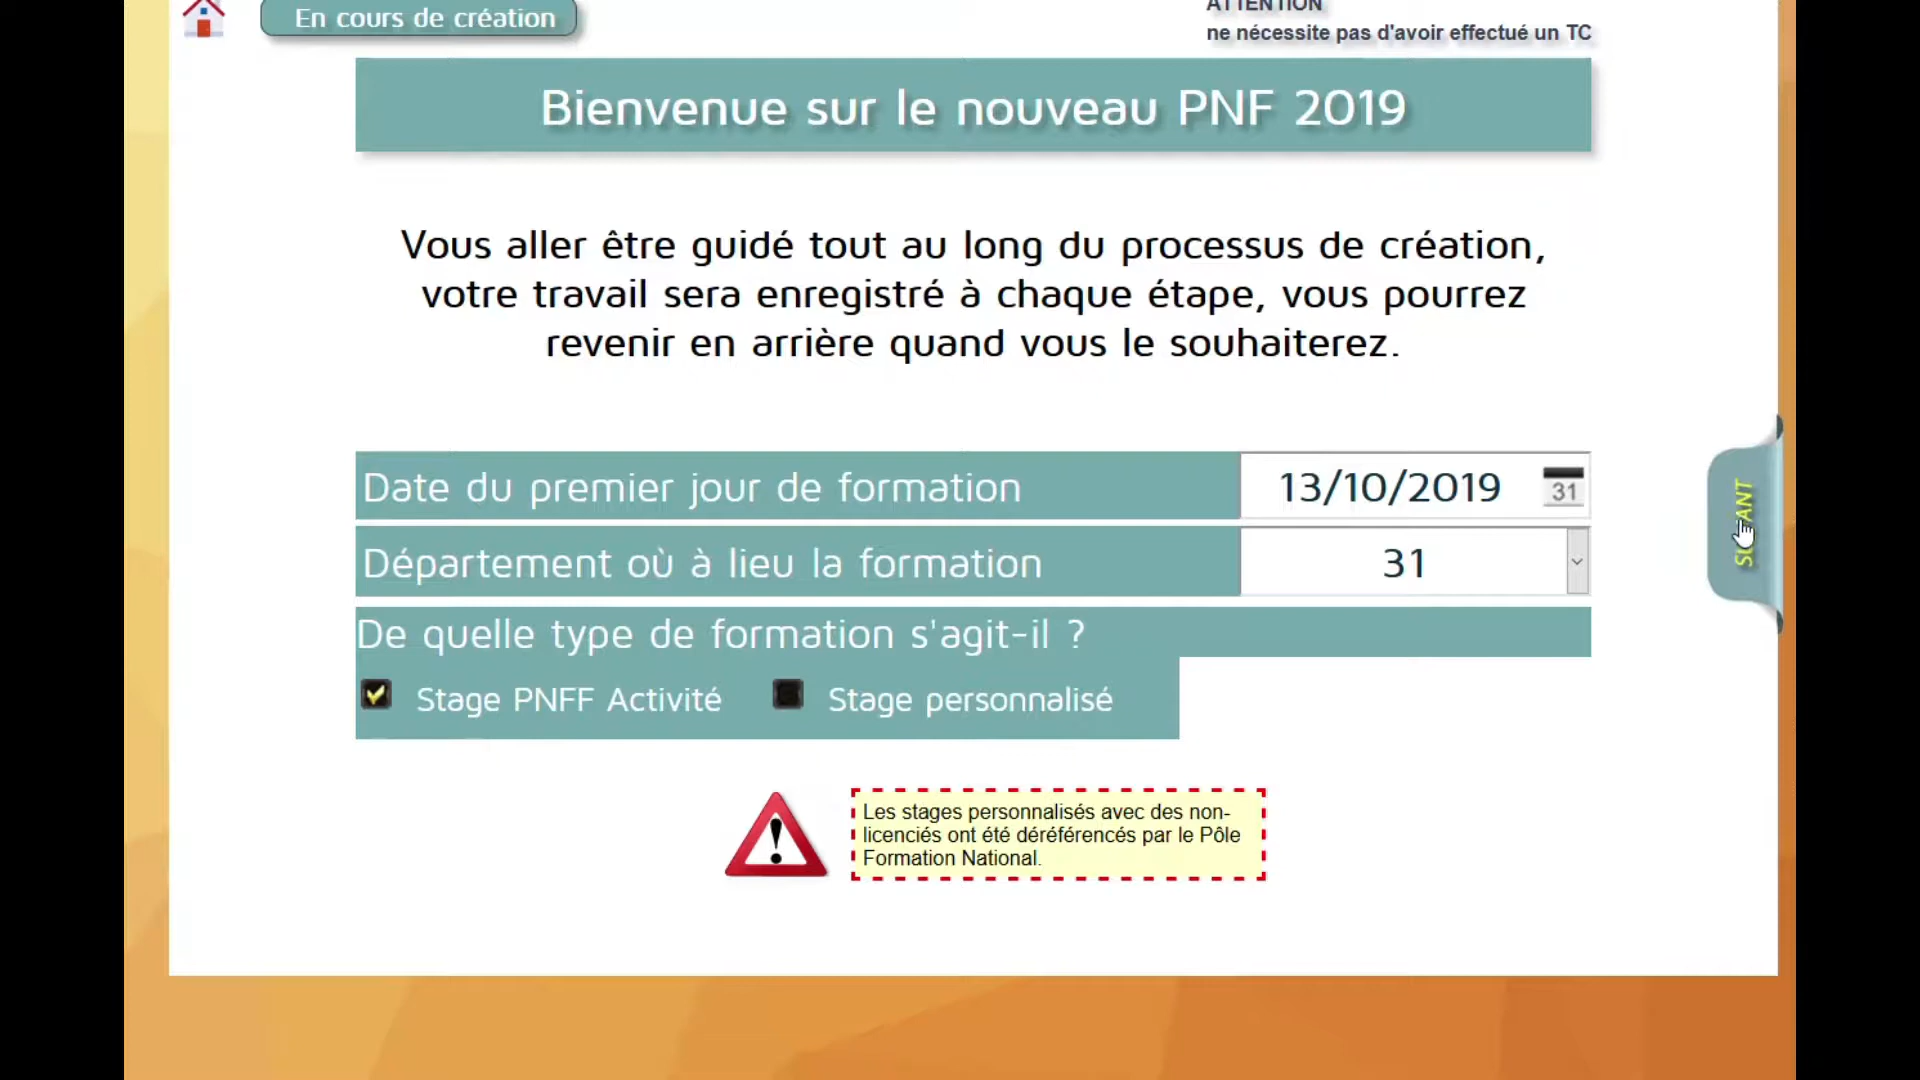 En cours de création
ATTENTION
ne nécessite pas d'avoir effectué un TC
Bienvenue sur le nouveau PNF 2019
Vous aller être guidé tout au long du processus de création,
votre travail sera enregistré à chaque étape, vous pourrez
revenir en arrière quand vous le souhaiterez.
Date du premier jour de formation
13/10/2019
31
Département où à lieu la formation
31
SUIVANT
De quelle type de formation s'agit-il ?
Stage PNFF Activité
Stage personnalisé
Les stages personnalisés avec des non-
licenciés ont été déréférencés par le Pôle
Formation National.